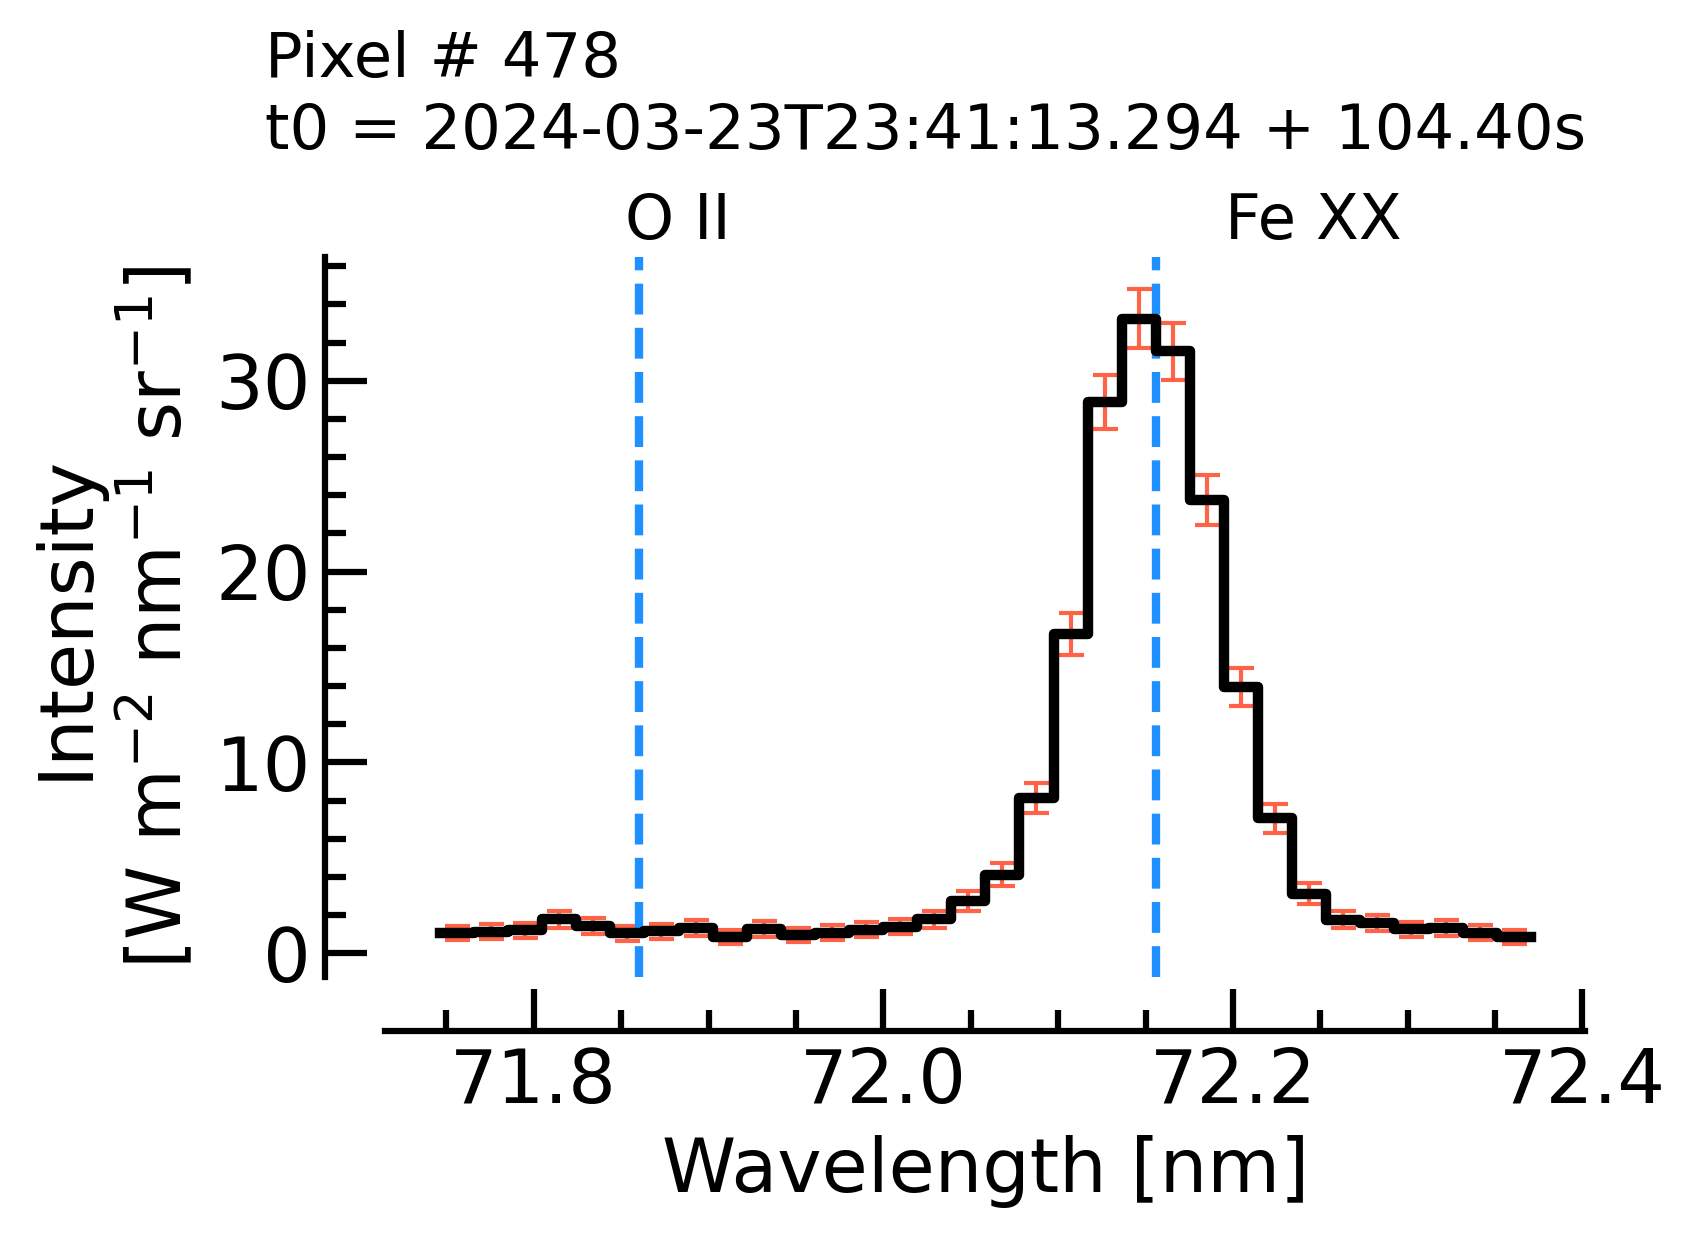 Pixel # 478
t0 = 2024-03-23T23:41:13.294 + 104.40s
O II Fe XX
Intensity
[W m⁻² nm⁻¹ sr⁻¹]
30
20
10
0
71.8 72.0 72.2 72.4
Wavelength [nm]